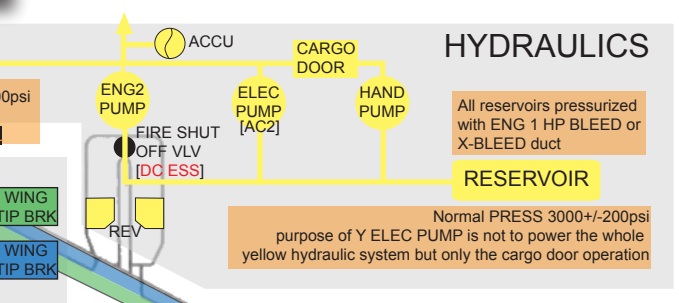 HYDRAULICS
ACCU
CARGO
DOOR
0psi
ENG2
PUMP
ELEC
PUMP
[AC2]
HAND
PUMP
All reservoirs pressurized
with ENG 1 HP BLEED or
X-BLEED duct
FIRE SHUT
OFF VLV
[DC ESS]
RESERVOIR
WING
TIP BRK
REV
Normal PRESS 3000+/-200psi
purpose of Y ELEC PUMP is not to power the whole
yellow hydraulic system but only the cargo door operation
WING
TIP BRK